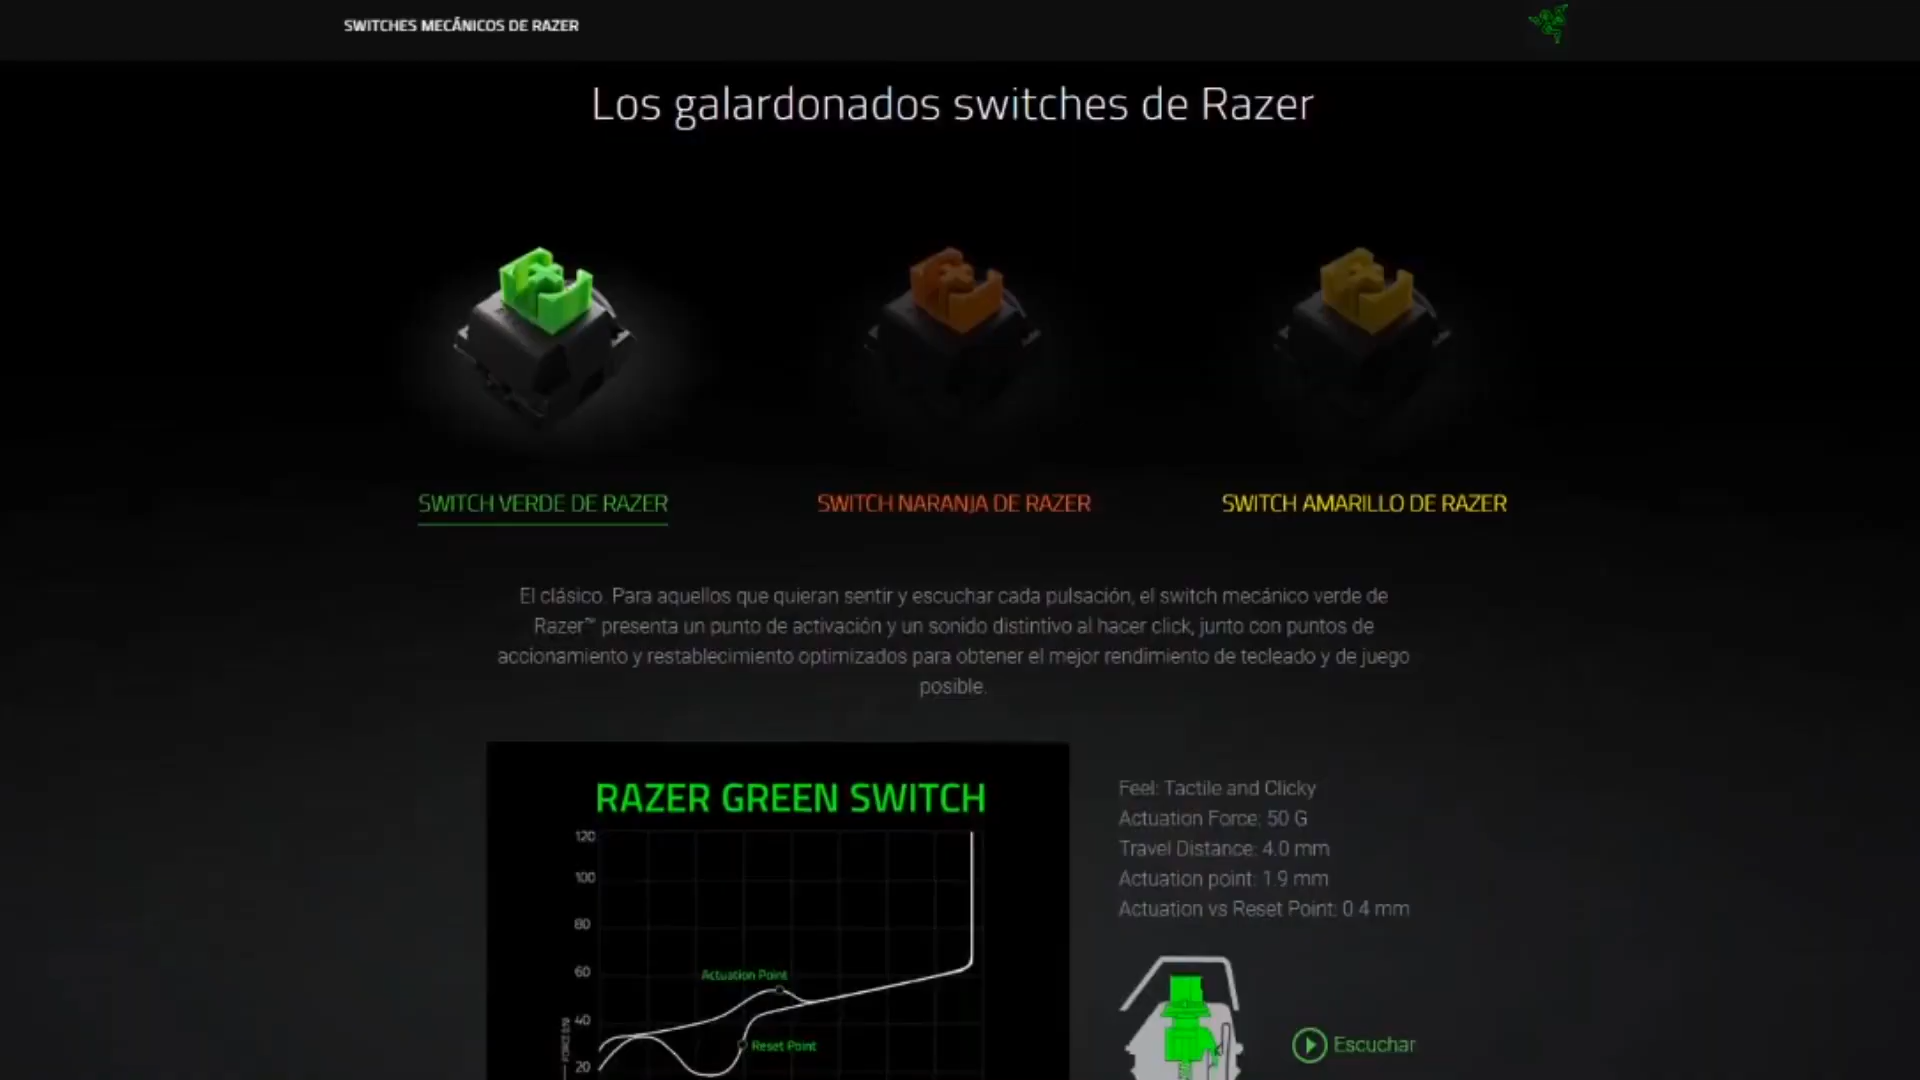 SWITCHES MECÁNICOS DE RAZER
Los galardonados switches de Razer
SWITCH VERDE DE RAZER
SWITCH NARANJA DE RAZER
SWITCH AMARILLO DE RAZER
El clásico. Para aquellos que quieran sentir y escuchar cada pulsación, el switch mecánico verde de
Razer™ presenta un punto de activación y un sonido distintivo al hacer click, junto con puntos de
accionamiento y restablecimiento optimizados para obtener el mejor rendimiento de tecleado y de juego
posible.
RAZER GREEN SWITCH
120
100
80
60
40
20
Actuation Point
Reset Point
Feel: Tactile and Clicky
Actuation Force: 50 G
Travel Distance: 4.0 mm
Actuation point: 1.9 mm
Actuation vs Reset Point: 0.4 mm
Escuchar